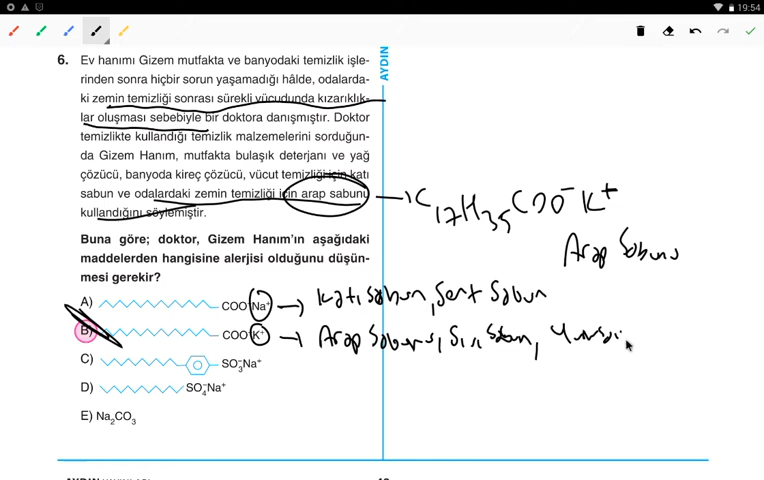 19:54
6. Ev hanımı Gizem mutfakta ve banyodaki temizlik işle-
rinden sonra hiçbir sorun yaşamadığı hâlde, odalarda-
ki zemin temizliği sonrası sürekli vücudunda kızarıklık-
lar oluşması sebebiyle bir doktora danışmıştır. Doktor
temizlikte kullandığı temizlik malzemelerini sorduğun-
da Gizem Hanım, mutfakta bulaşık deterjanı ve yağ
çözücü, banyoda kireç çözücü, vücut temizliği için katı
sabun ve odalardaki zemin temizliği için arap sabunu
kullandığını söylemiştir.
AYDIN
C17H35COO⁻K⁺
Arap Sabunu
Buna göre; doktor, Gizem Hanım'ın aşağıdaki
maddelerden hangisine alerjisi olduğunu düşün-
mesi gerekir?
A) COO⁻Na⁺ → Katı Sabun, Sert Sabun
B) COO⁻K⁺ → Arap Sabunu,
C) SO₃⁻Na⁺
D) SO₄⁻Na⁺
E) Na₂CO₃